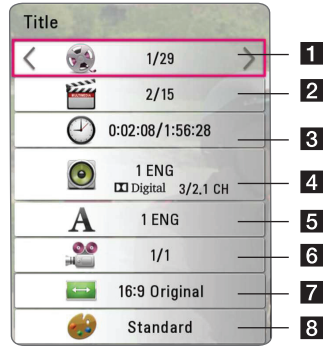 Title
1/29
1
2/15
2
0:02:08/1:56:28
3
1 ENG
Digital 3/2.1 CH
4
A
1 ENG
5
1/1
6
16:9 Original
7
Standard
8